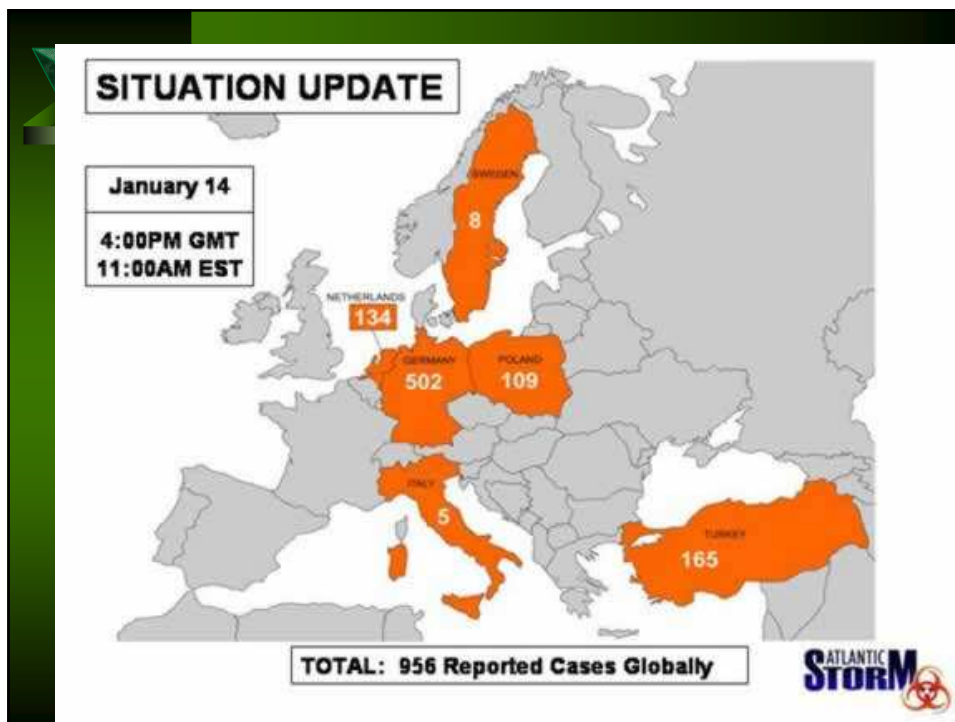 SITUATION UPDATE
January 14
4:00PM GMT
11:00AM EST
SWEDEN
8
NETHERLANDS
134
GERMANY
502
POLAND
109
ITALY
5
TURKEY
165
TOTAL: 956 Reported Cases Globally
ATLANTIC
STORM